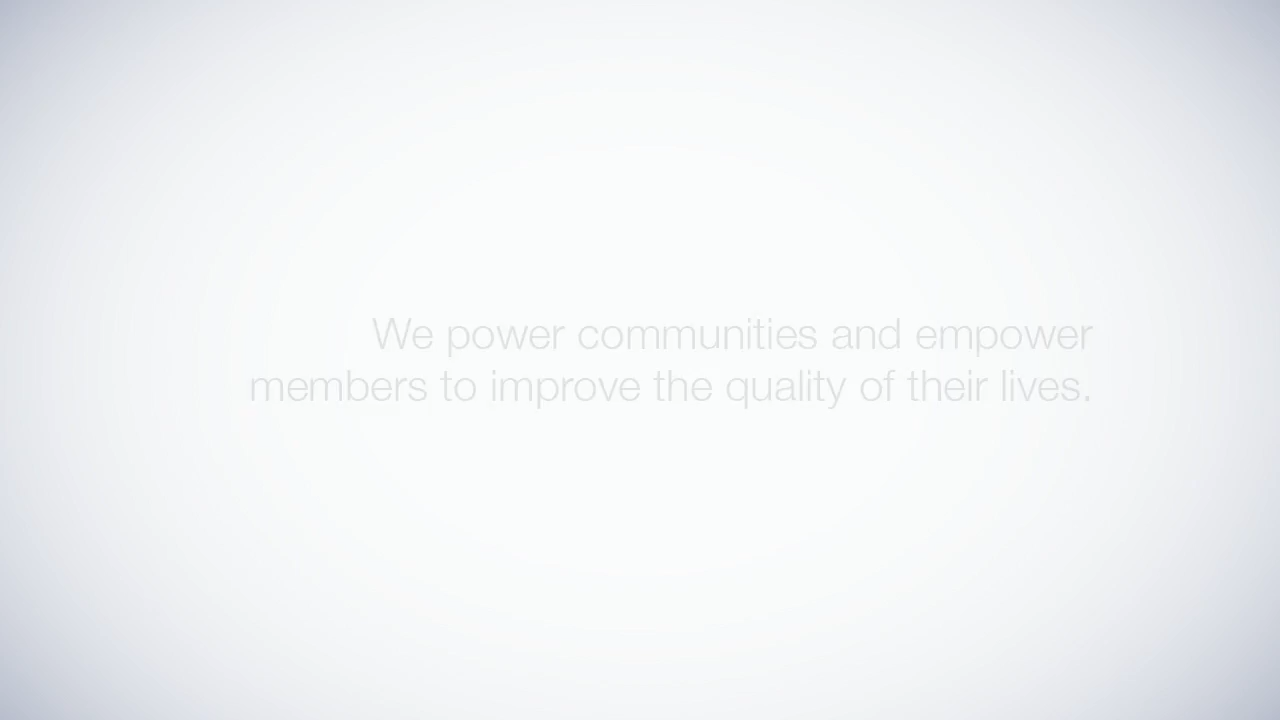 We power communities and empower
members to improve the quality of their lives.